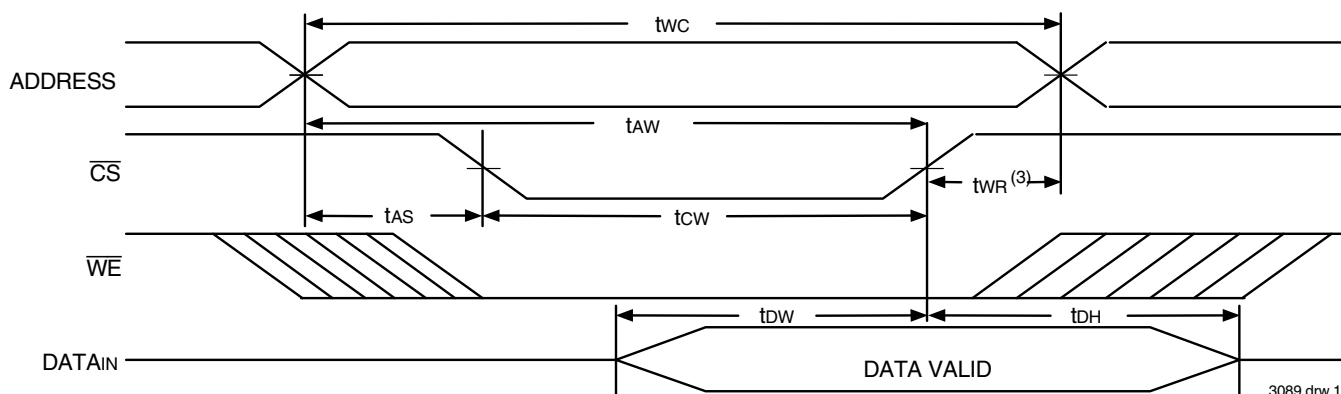 tWC
ADDRESS
tAW
CS
tWR (3)
tAS
tCW
WE
tDW
tDH
DATAIN
DATA VALID
3089 drw 1